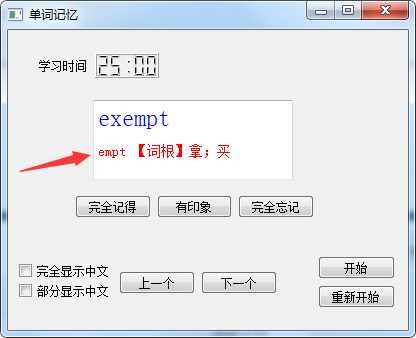 单词记忆
学习时间 25:00
exempt
empt 【词根】拿；买
完全记得 有印象 完全忘记
完全显示中文
部分显示中文
上一个 下一个
开始
重新开始